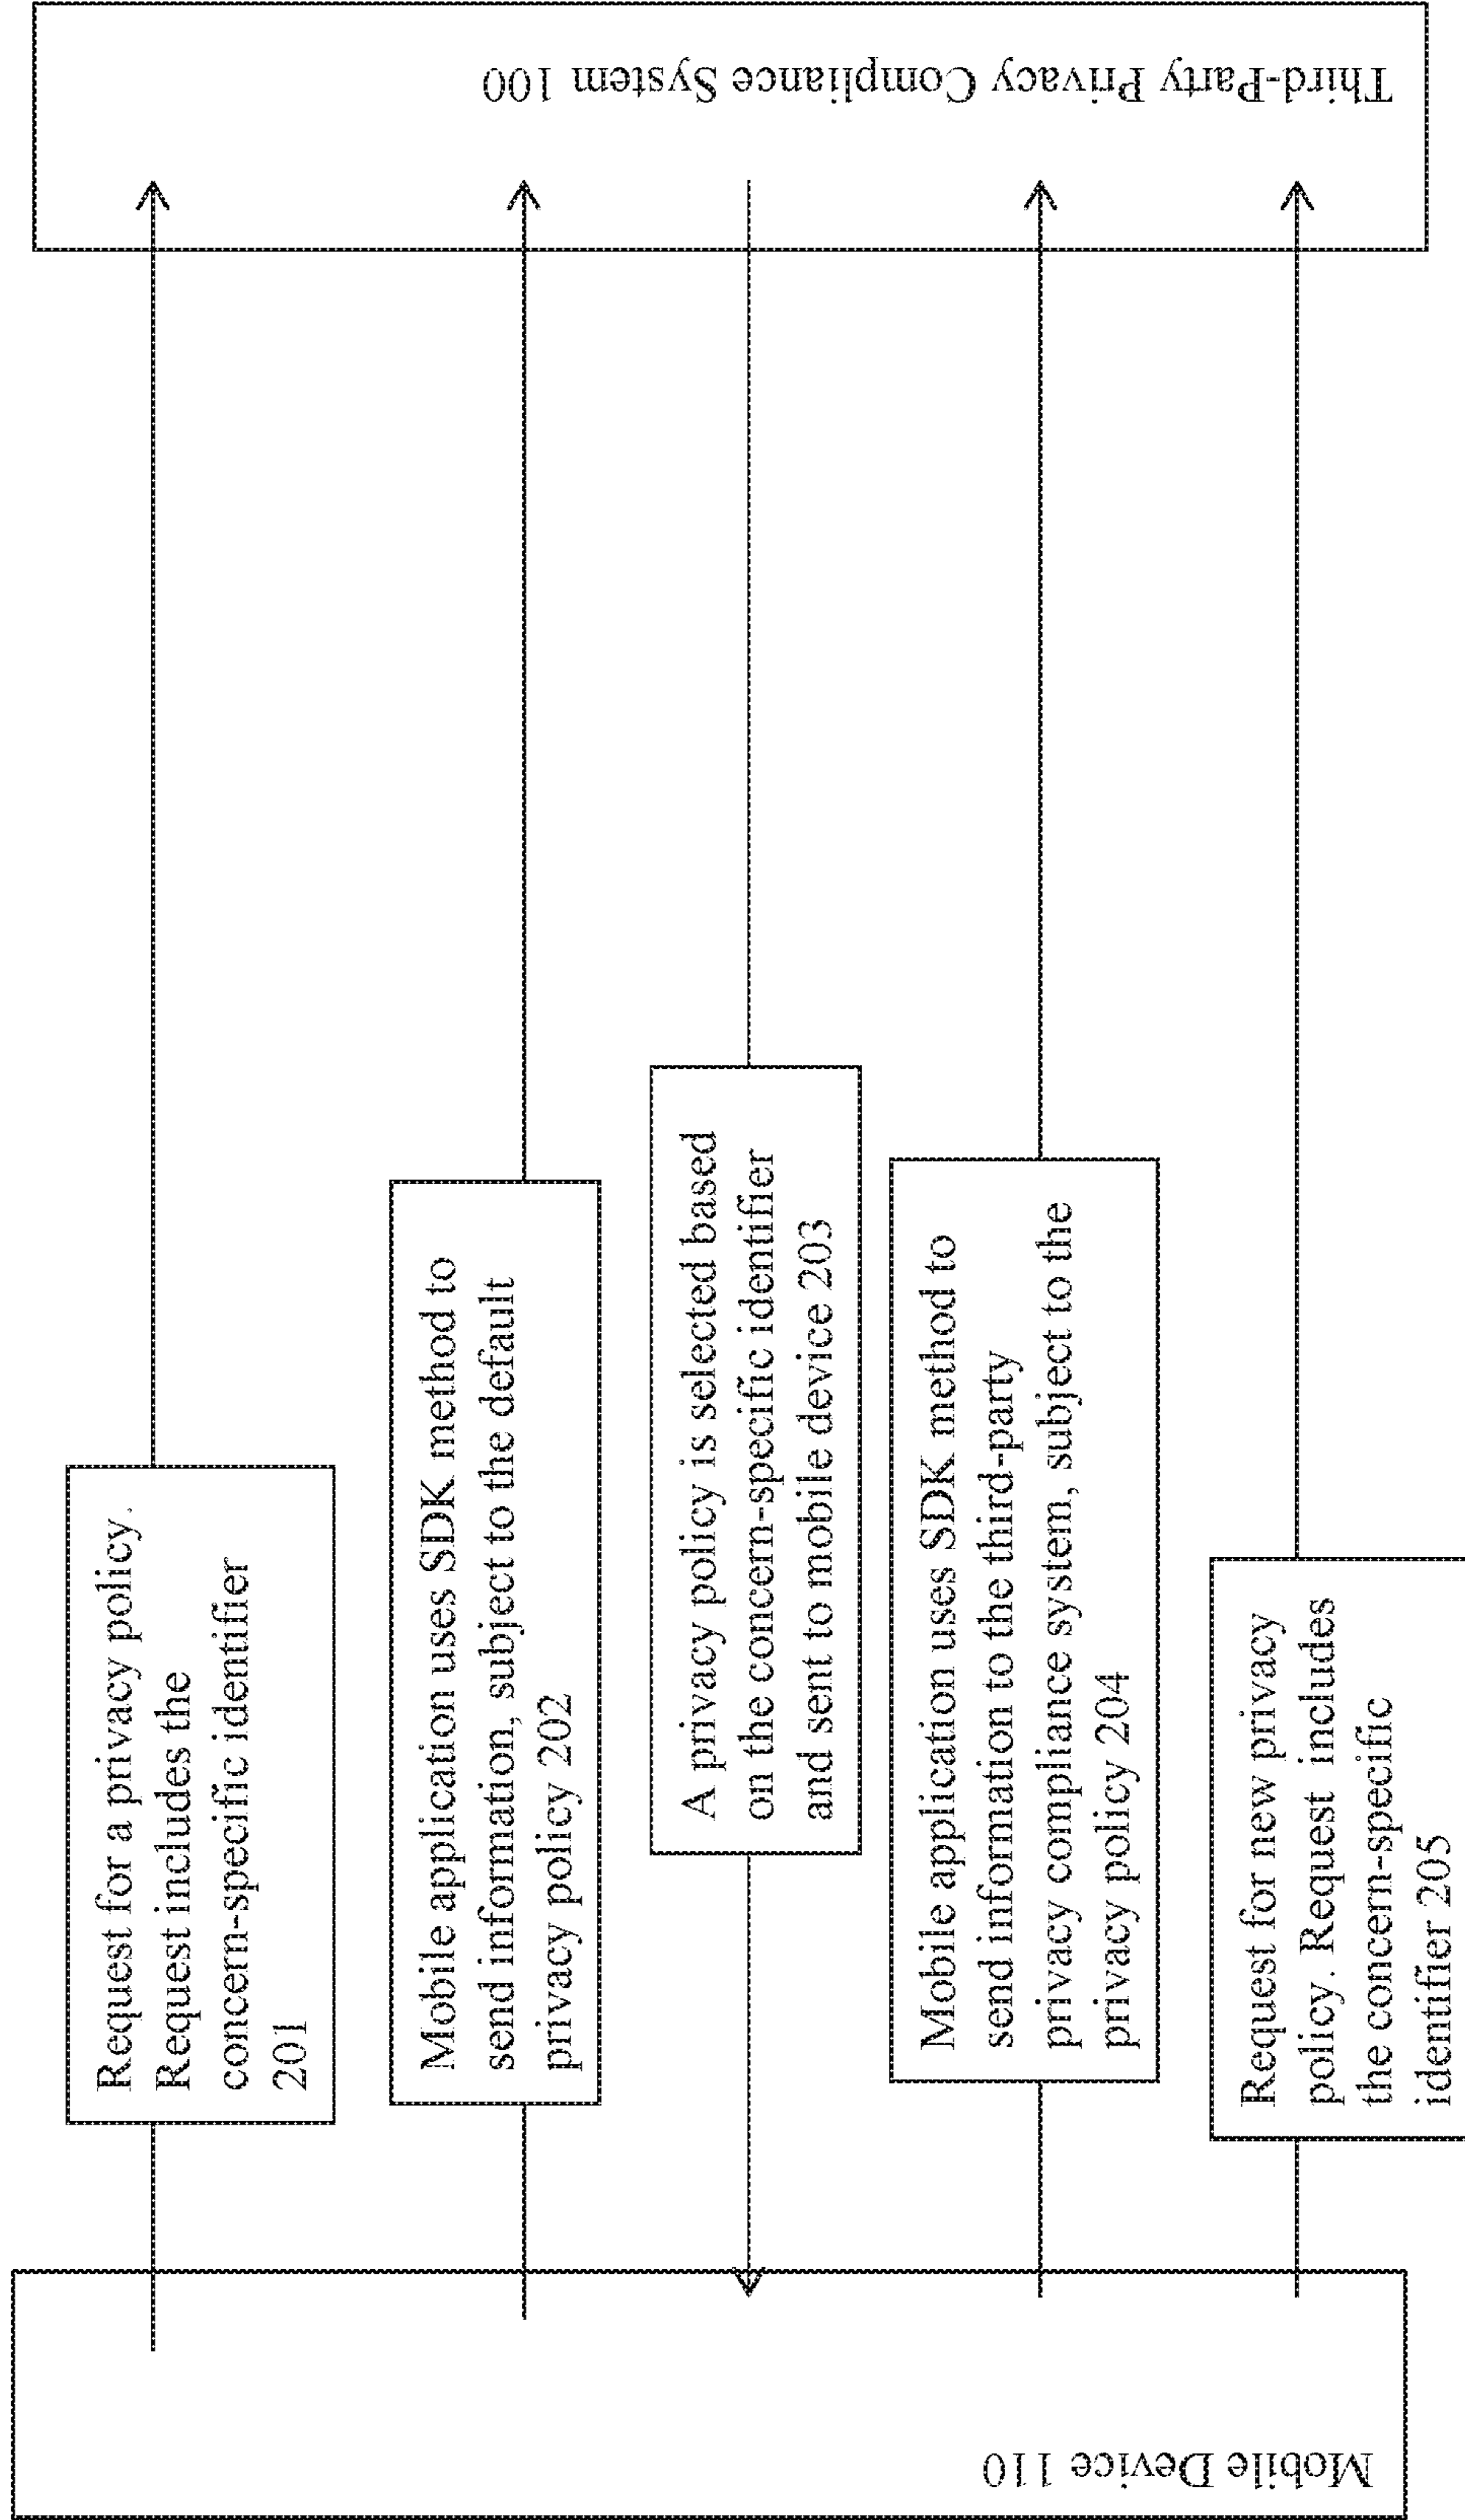 Mobile Device 110
Third-Party Privacy Compliance System 100
Request for a privacy policy.
Request includes the
concern-specific identifier
201
Mobile application uses SDK method to
send information, subject to the default
privacy policy 202
A privacy policy is selected based
on the concern-specific identifier
and sent to mobile device 203
Mobile application uses SDK method to
send information to the third-party
privacy compliance system, subject to the
privacy policy 204
Request for new privacy
policy. Request includes
the concern-specific
identifier 205